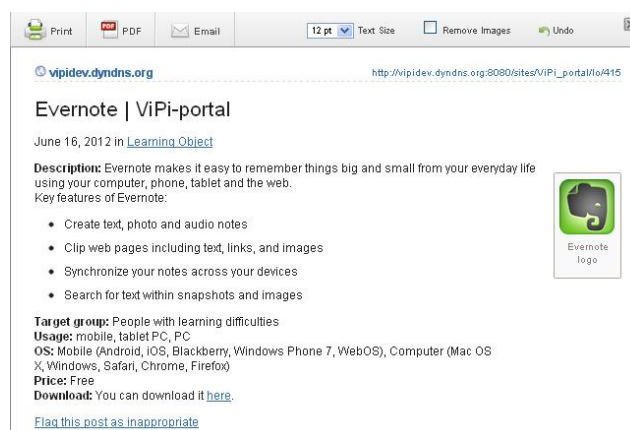 Print PDF Email 12 pt Text Size Remove Images Undo
vipidev.dyndns.org http://vipidev.dyndns.org:8080/sites/ViPi_portal/lo/415
Evernote | ViPi-portal
June 16, 2012 in Learning Object
Description: Evernote makes it easy to remember things big and small from your everyday life
using your computer, phone, tablet and the web.
Key features of Evernote:
• Create text, photo and audio notes
• Clip web pages including text, links, and images
• Synchronize your notes across your devices
• Search for text within snapshots and images
Evernote
logo
Target group: People with learning difficulties
Usage: mobile, tablet PC, PC
OS: Mobile (Android, iOS, Blackberry, Windows Phone 7, WebOS), Computer (Mac OS
X, Windows, Safari, Chrome, Firefox)
Price: Free
Download: You can download it here.
Flag this post as inappropriate